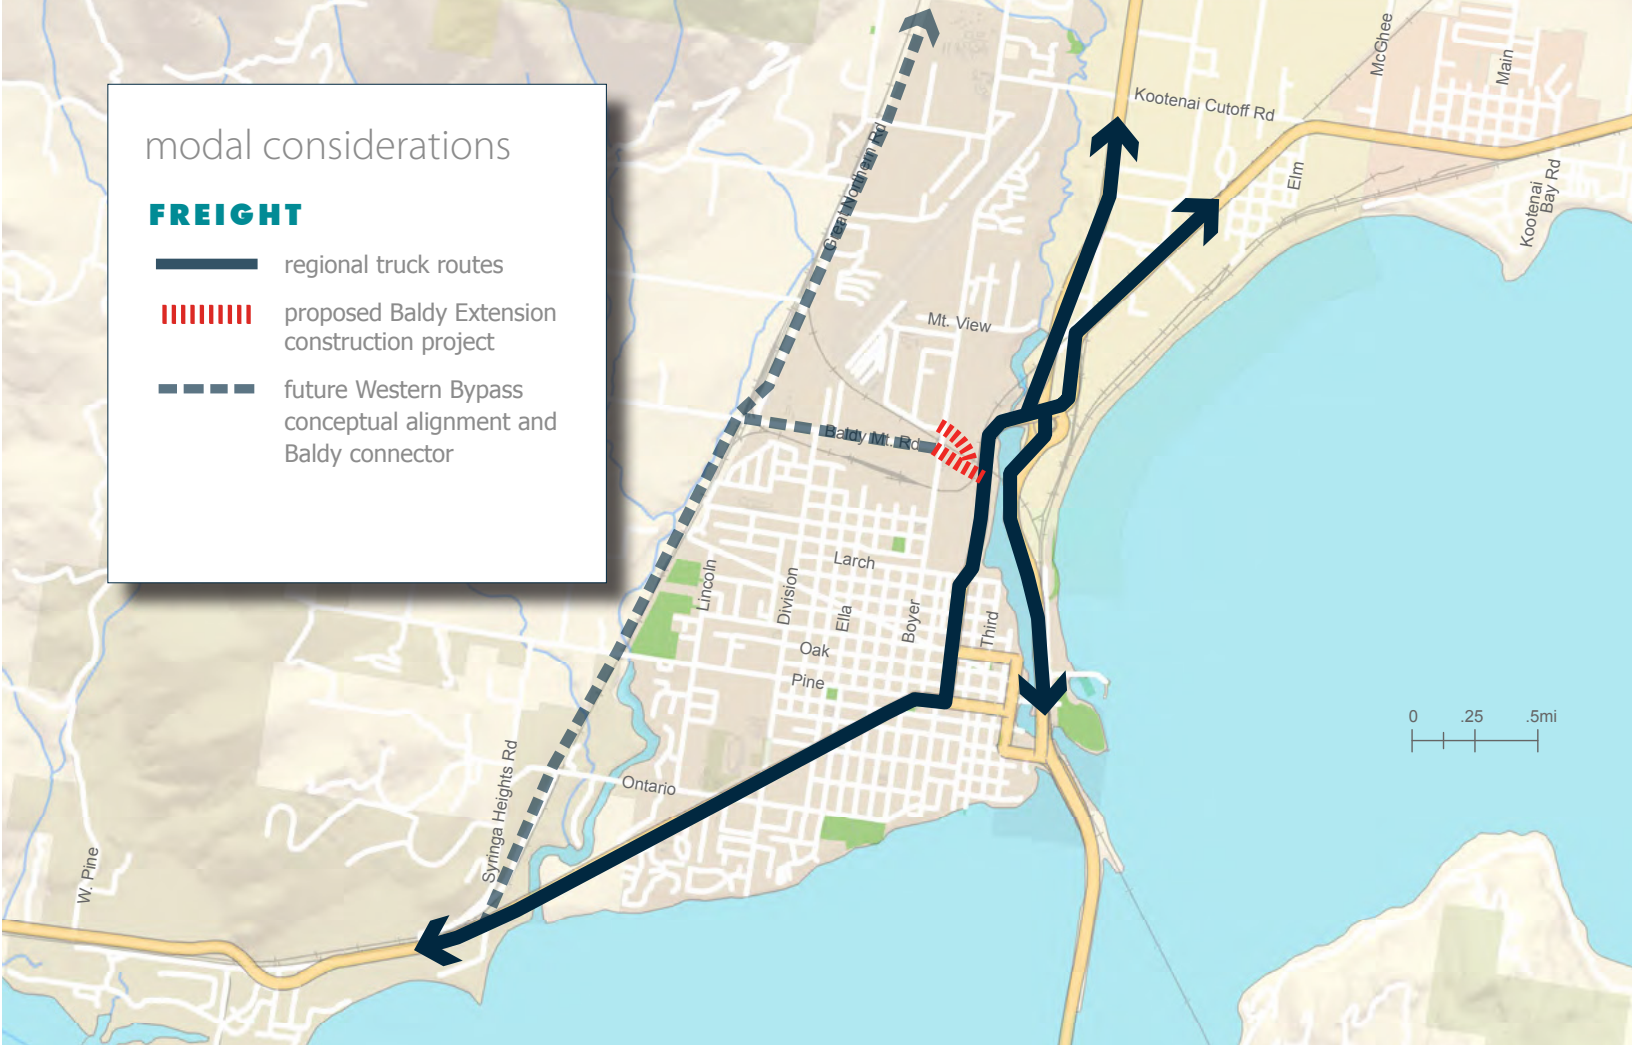 modal considerations
FREIGHT
regional truck routes
proposed Baldy Extension
construction project
future Western Bypass
conceptual alignment and
Baldy connector
McGhee
Main
Kootenai Cutoff Rd
Great Northern Rd
Elm
Kootenai
Bay Rd
Mt. View
Baldy Mt. Rd
Larch
Lincoln
Division
Ella
Boyer
Third
Oak
Pine
0 .25 .5mi
Syringa Heights Rd
Ontario
W. Pine